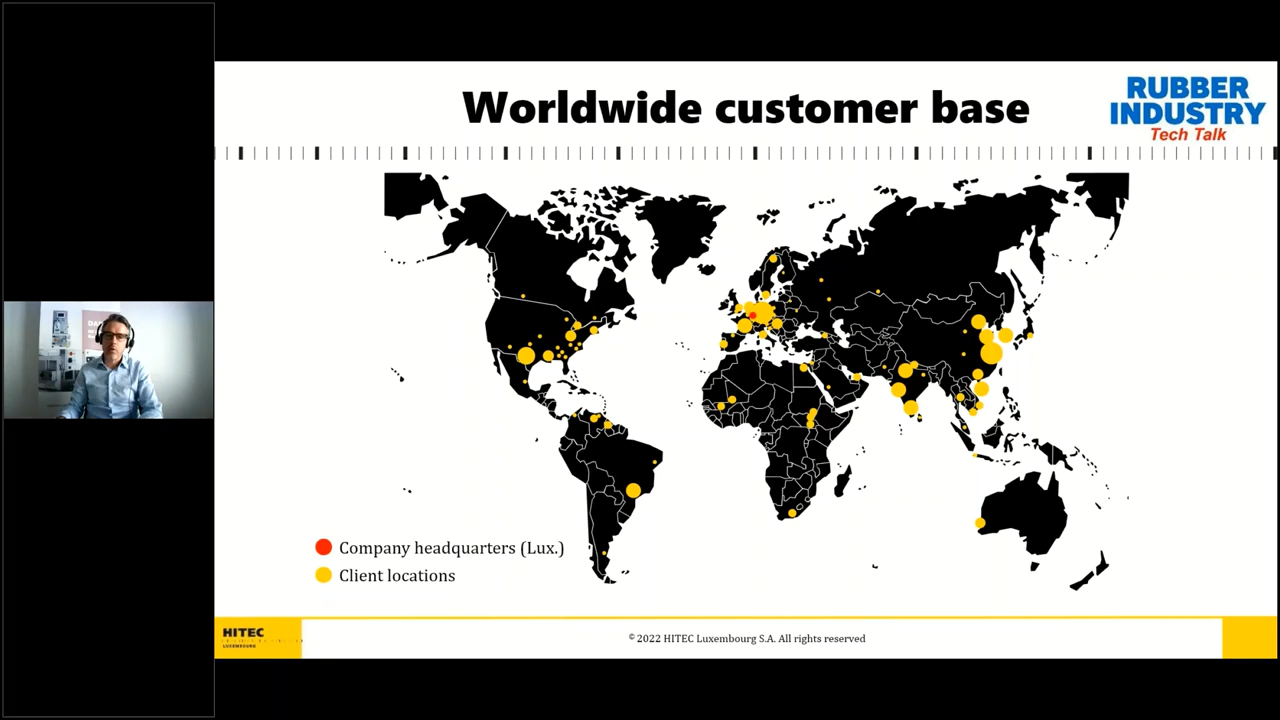 Worldwide customer base
RUBBER
INDUSTRY
Tech Talk
Company headquarters (Lux.)
Client locations
HITEC
LUXEMBOURG
© 2022 HITEC Luxembourg S.A. All rights reserved